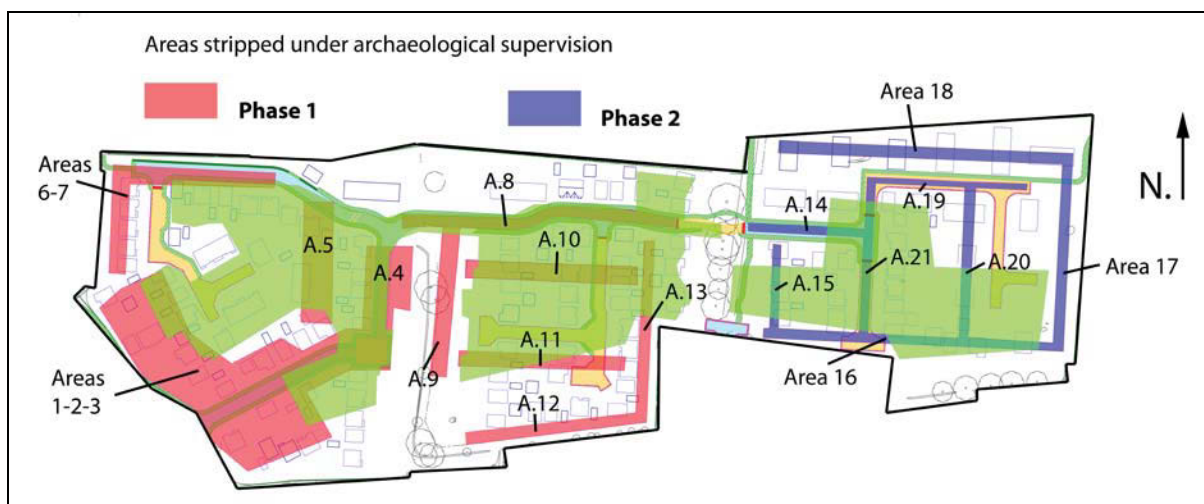 Areas stripped under archaeological supervision
Phase 1
Phase 2
Area 18
Areas
6-7
N.
A.8
A.19
A.14
A.10
A.5
A.4
A.21
A.20
Area 17
A.15
A.13
A.11
Areas
1-2-3
A.9
Area 16
A.12